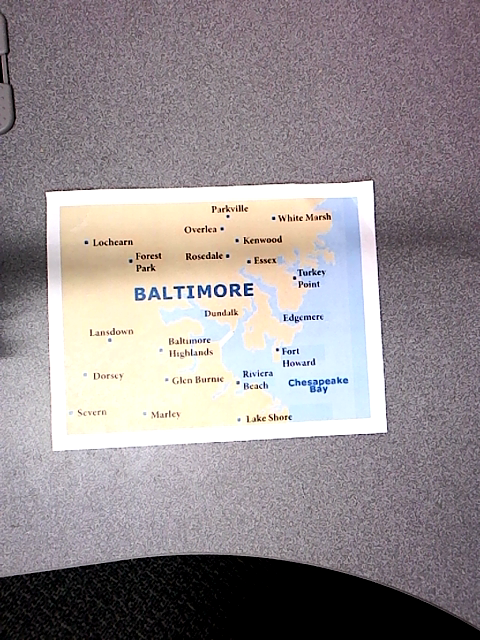 Parkville
White Marsh
Overlea
Lochearn
Kenwood
Forest
Park
Rosedale
Essex
Turkey
Point
BALTIMORE
Dundalk
Edgemere
Lansdown
Baltimore
Highlands
Fort
Howard
Dorsey
Glen Burnie
Riviera
Beach
Chesapeake
Bay
Severn
Marley
Lake Shore